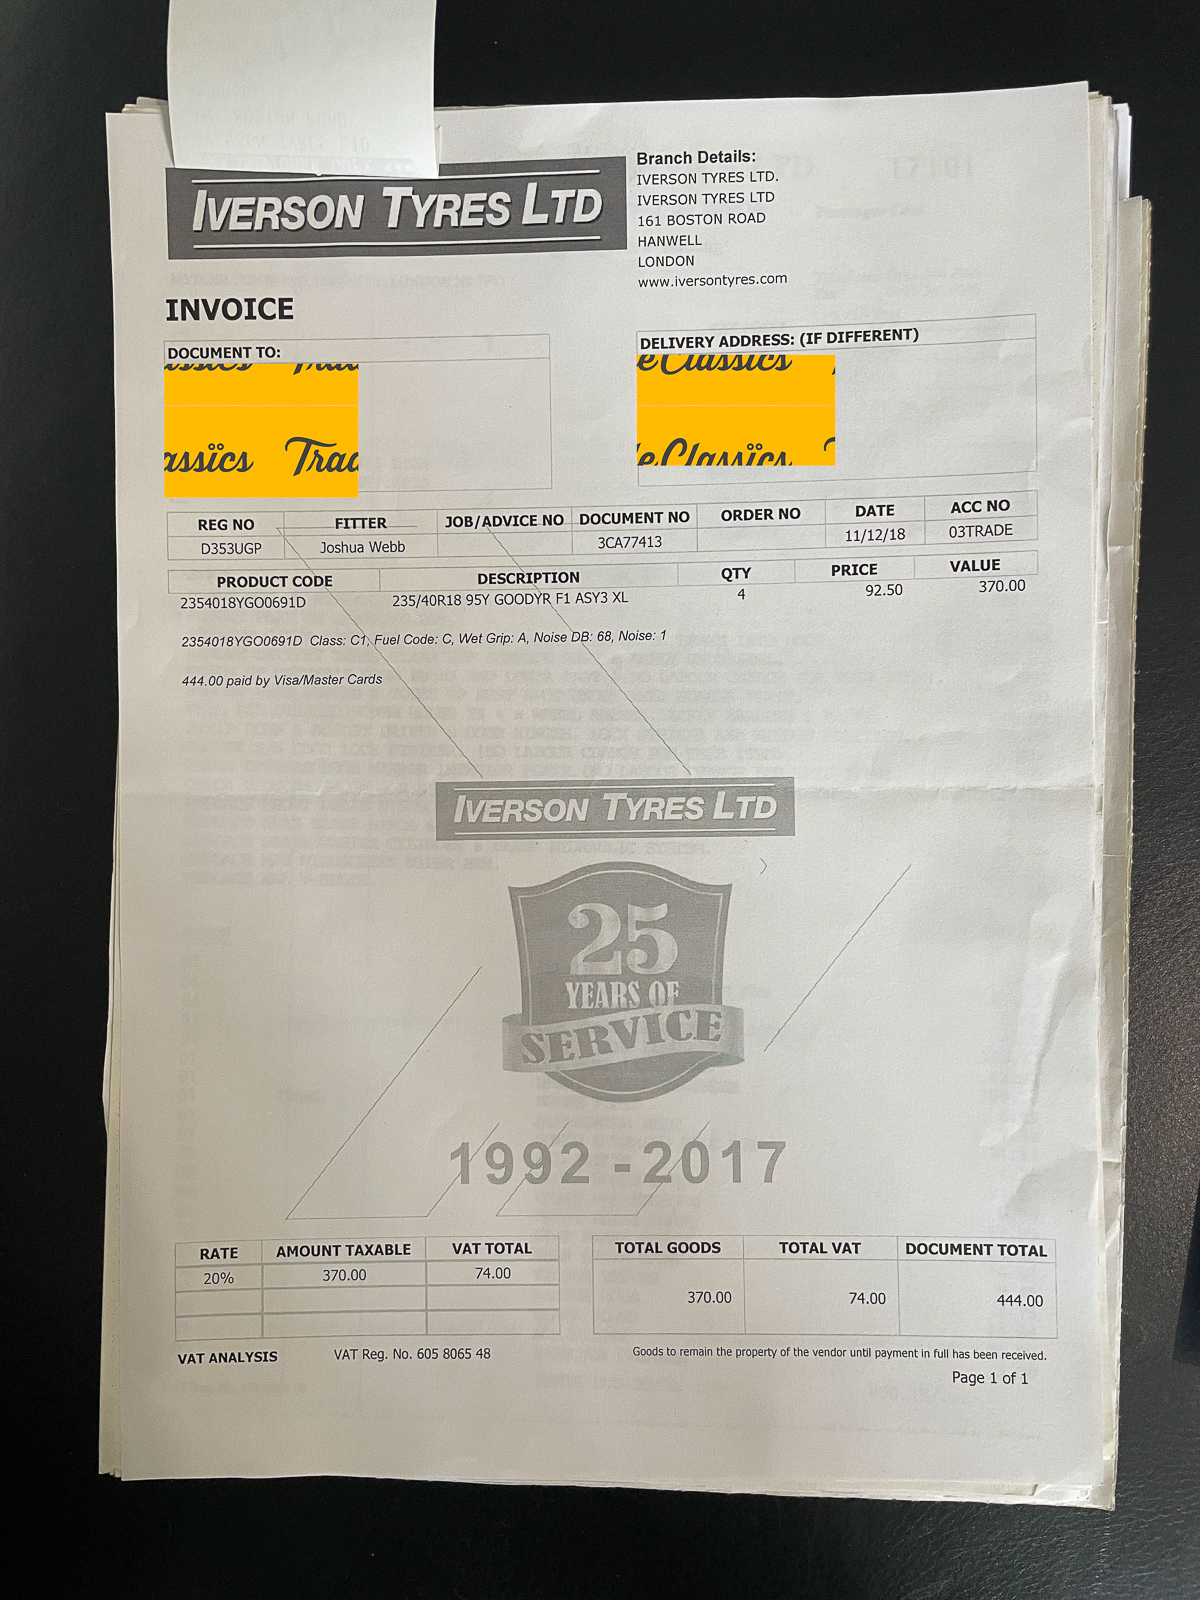 IVERSON TYRES LTD
Branch Details:
IVERSON TYRES LTD.
IVERSON TYRES LTD
161 BOSTON ROAD
HANWELL
LONDON
www.iversontyres.com
INVOICE
DOCUMENT TO:
DELIVERY ADDRESS: (IF DIFFERENT)
assics Trad
eClassics
REG NO FITTER JOB/ADVICE NO DOCUMENT NO ORDER NO DATE ACC NO
D353UGP Joshua Webb 3CA77413 11/12/18 03TRADE
PRODUCT CODE DESCRIPTION QTY PRICE VALUE
2354018YGO0691D 235/40R18 95Y GOODYR F1 ASY3 XL 4 92.50 370.00
2354018YGO0691D Class: C1, Fuel Code: C, Wet Grip: A, Noise DB: 68, Noise: 1
444.00 paid by Visa/Master Cards
IVERSON TYRES LTD
25
YEARS OF
SERVICE
1992 - 2017
RATE AMOUNT TAXABLE VAT TOTAL
20% 370.00 74.00
TOTAL GOODS TOTAL VAT DOCUMENT TOTAL
370.00 74.00 444.00
VAT ANALYSIS VAT Reg. No. 605 8065 48
Goods to remain the property of the vendor until payment in full has been received.
Page 1 of 1